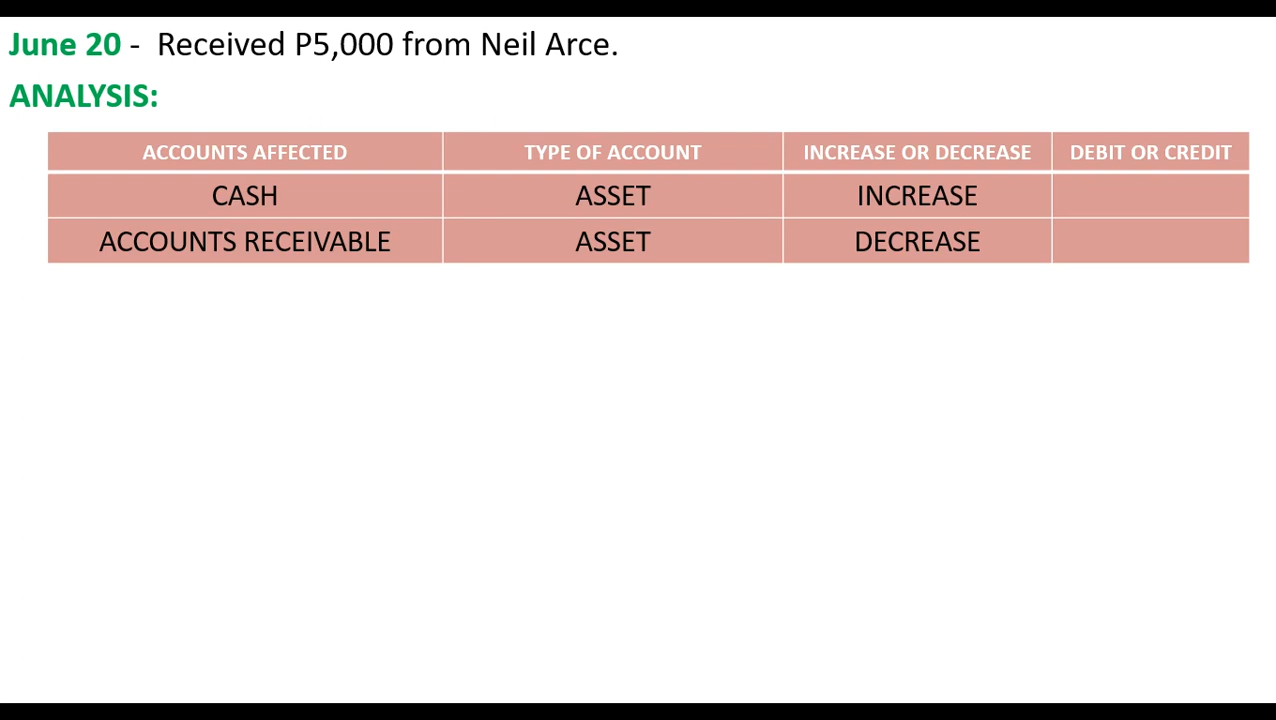 June 20 - Received P5,000 from Neil Arce.
ANALYSIS:
ACCOUNTS AFFECTED TYPE OF ACCOUNT INCREASE OR DECREASE DEBIT OR CREDIT
CASH ASSET INCREASE
ACCOUNTS RECEIVABLE ASSET DECREASE